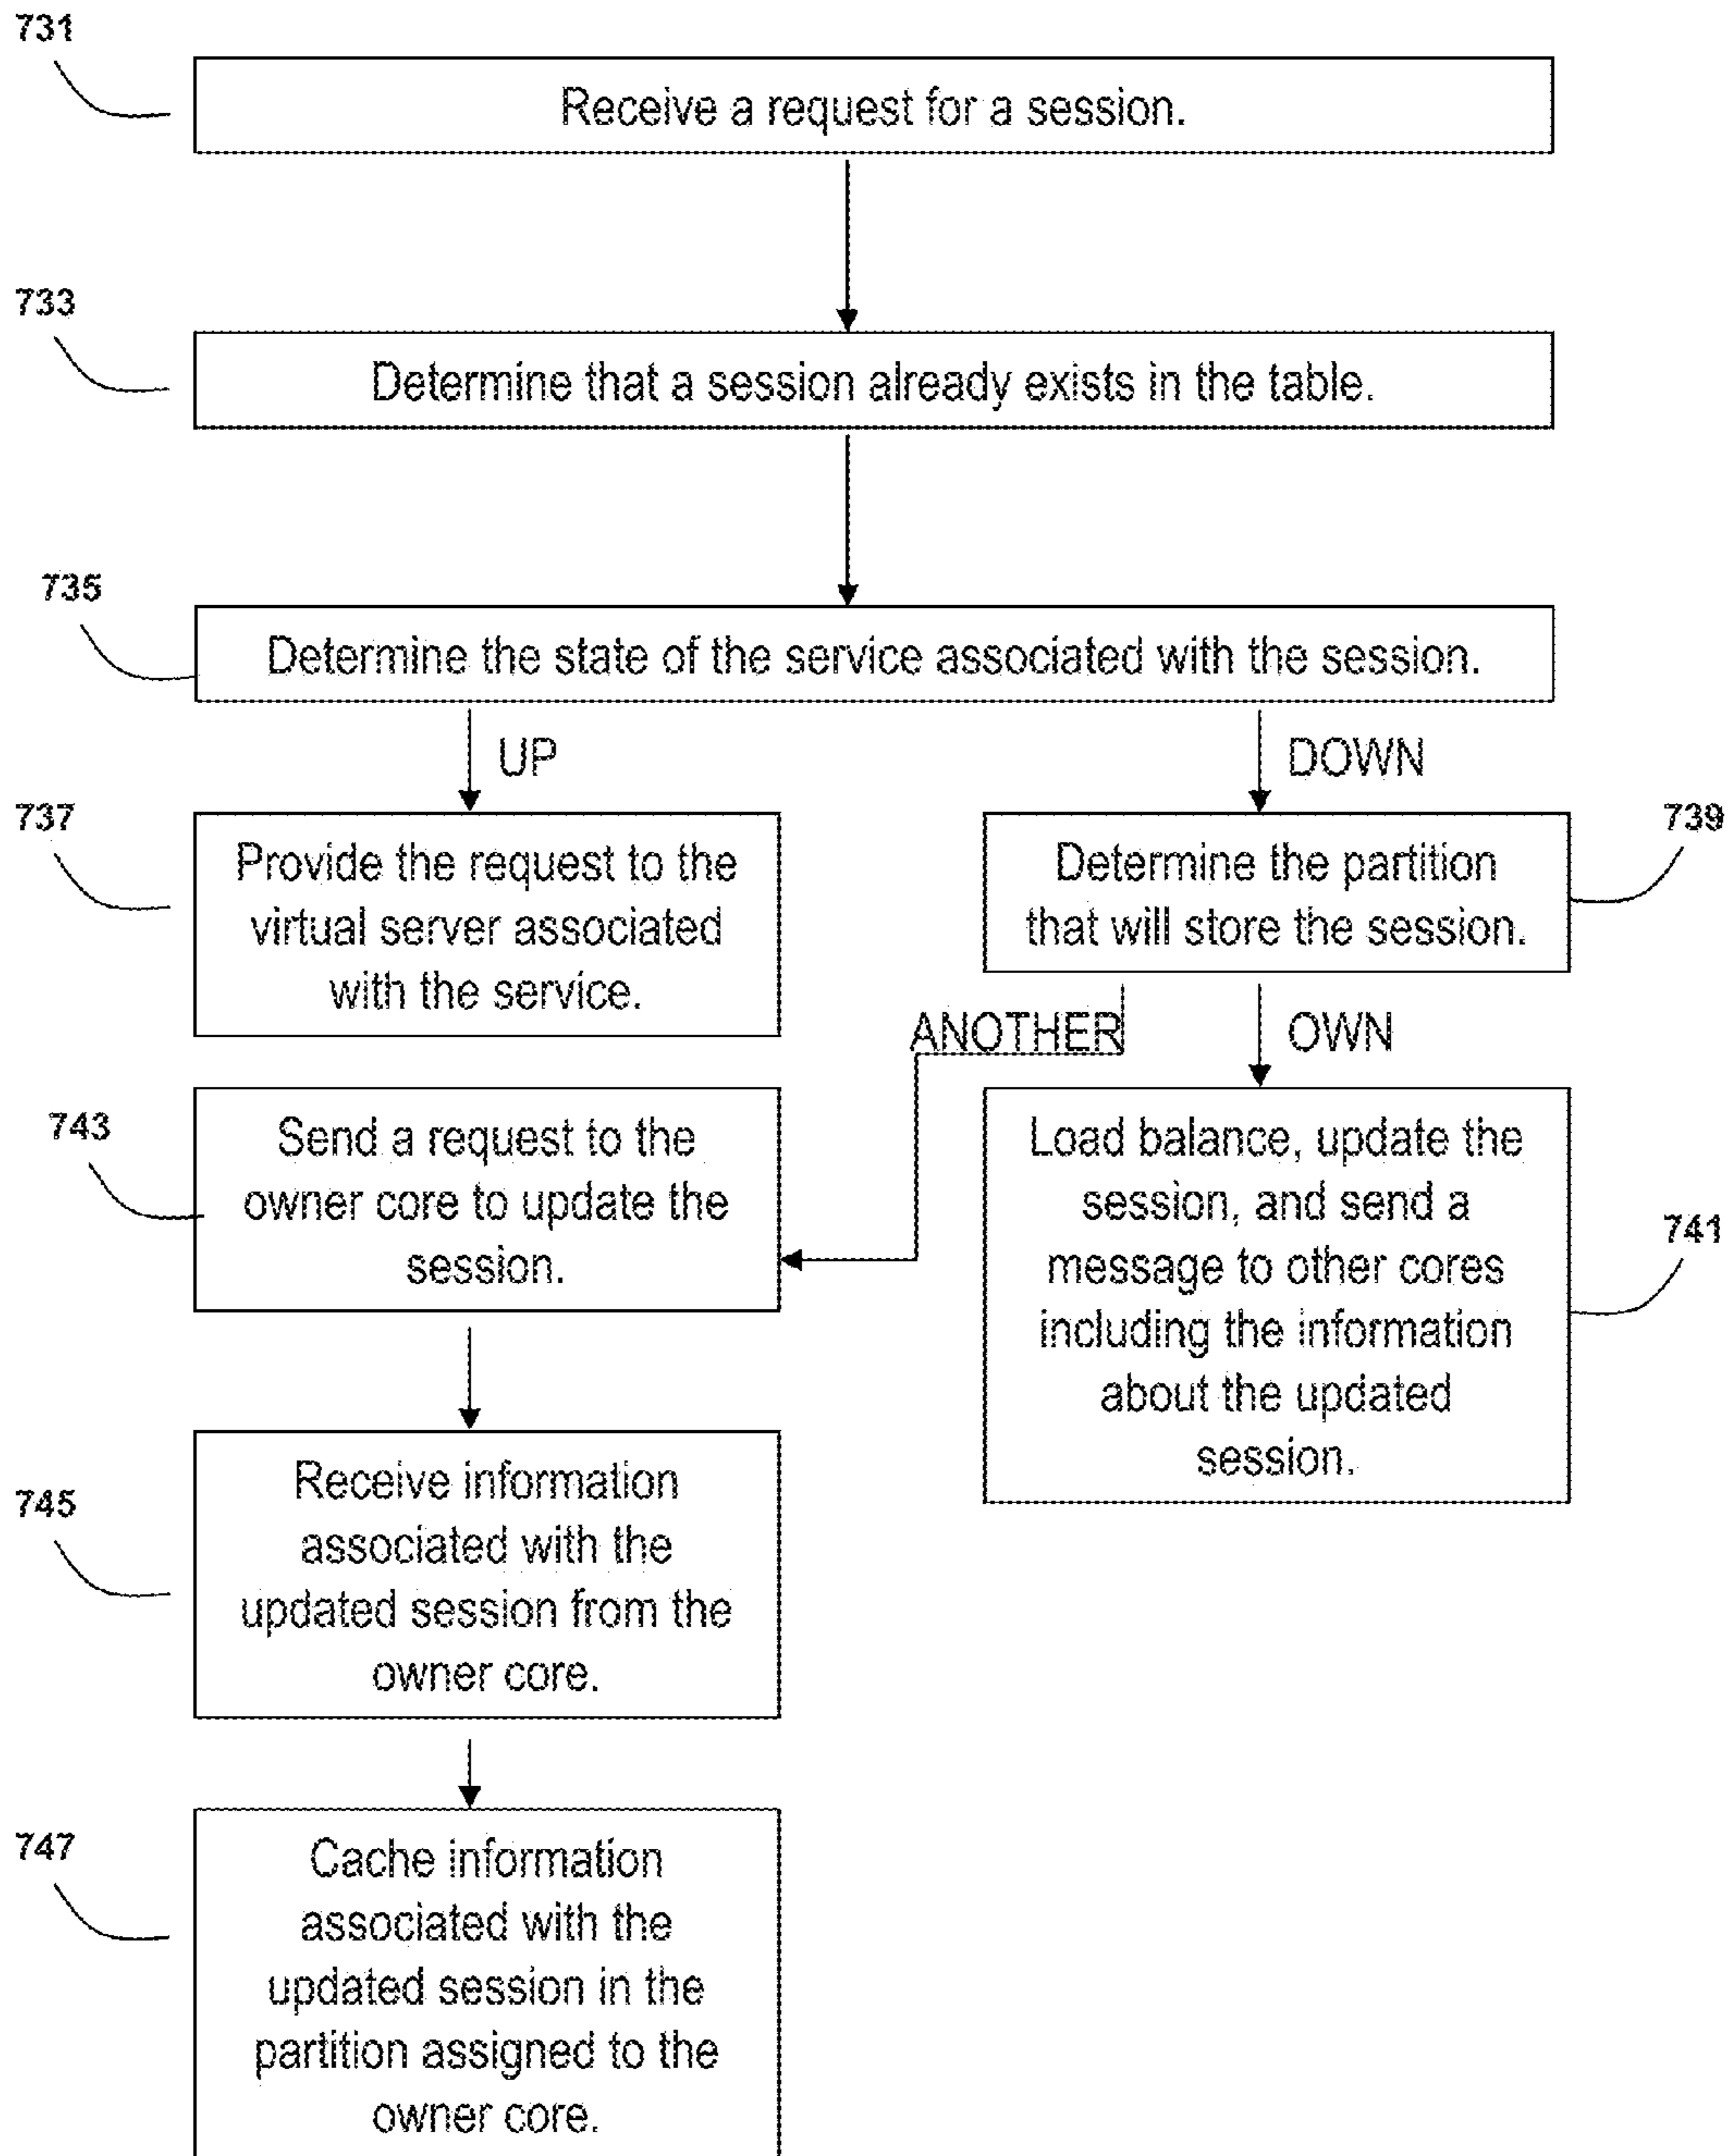 731
Receive a request for a session.
733
Determine that a session already exists in the table.
735
Determine the state of the service associated with the session.
UP
DOWN
737
Provide the request to the
virtual server associated
with the service.
739
Determine the partition
that will store the session.
ANOTHER
OWN
743
Send a request to the
owner core to update the
session.
741
Load balance, update the
session, and send a
message to other cores
including the information
about the updated
session.
745
Receive information
associated with the
updated session from the
owner core.
747
Cache information
associated with the
updated session in the
partition assigned to the
owner core.